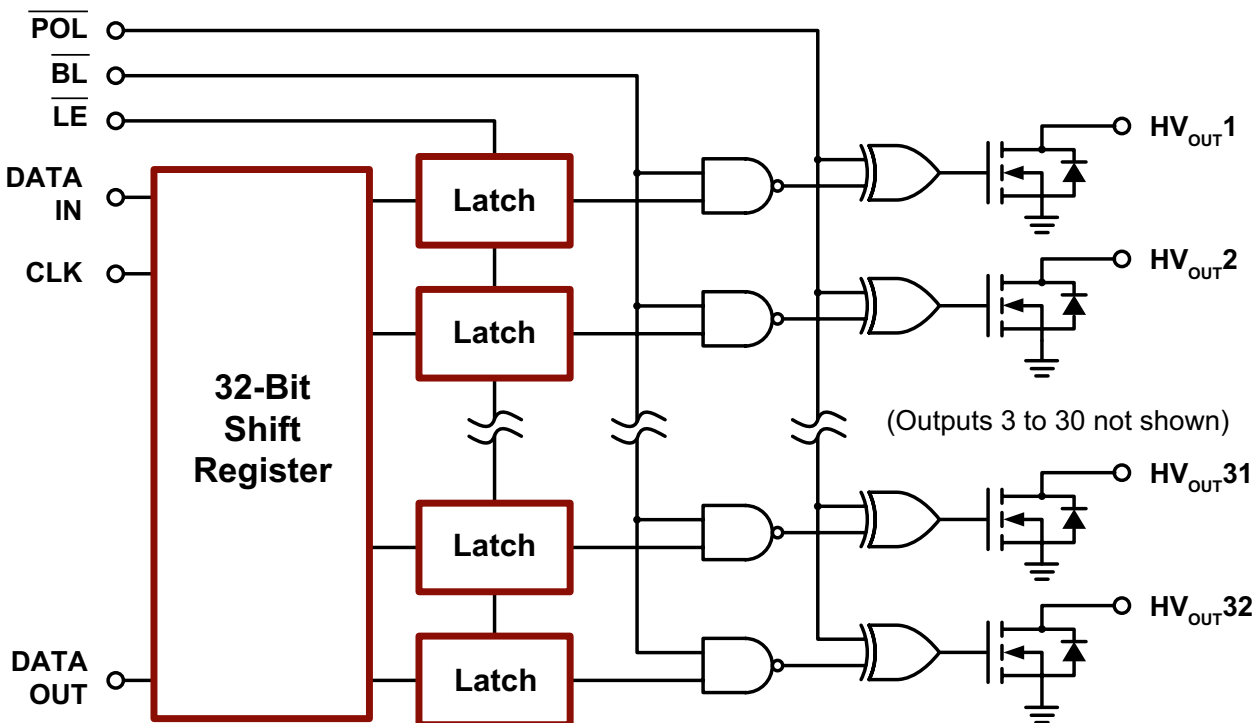 POL
BL
LE
DATA
IN
CLK
DATA
OUT
32-Bit
Shift
Register
Latch
Latch
Latch
Latch
HVOUT1
HVOUT2
(Outputs 3 to 30 not shown)
HVOUT31
HVOUT32